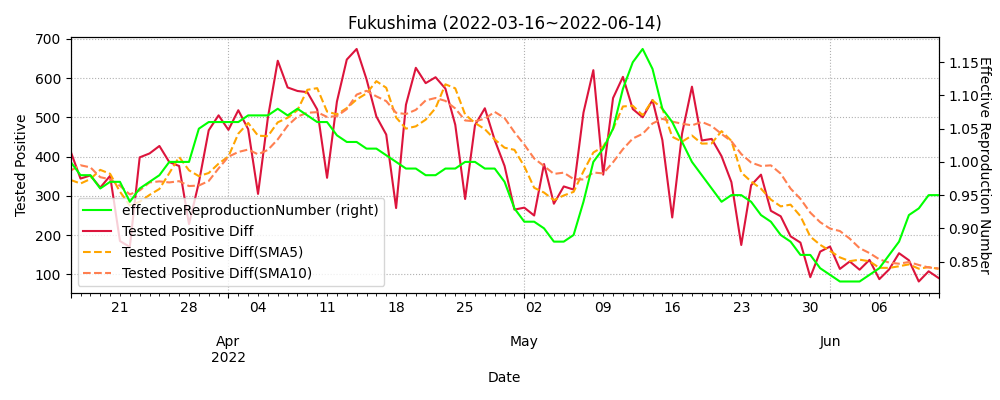 Fukushima (2022-03-16~2022-06-14)
700
600
500
400
300
200
100
Tested Positive
1.15
1.10
1.05
1.00
0.95
0.90
0.85
Effective Reproduction Number
effectiveReproductionNumber (right)
Tested Positive Diff
Tested Positive Diff(SMA5)
Tested Positive Diff(SMA10)
21 28 04 11 18 25 02 09 16 23 30 06
Apr May Jun
2022
Date